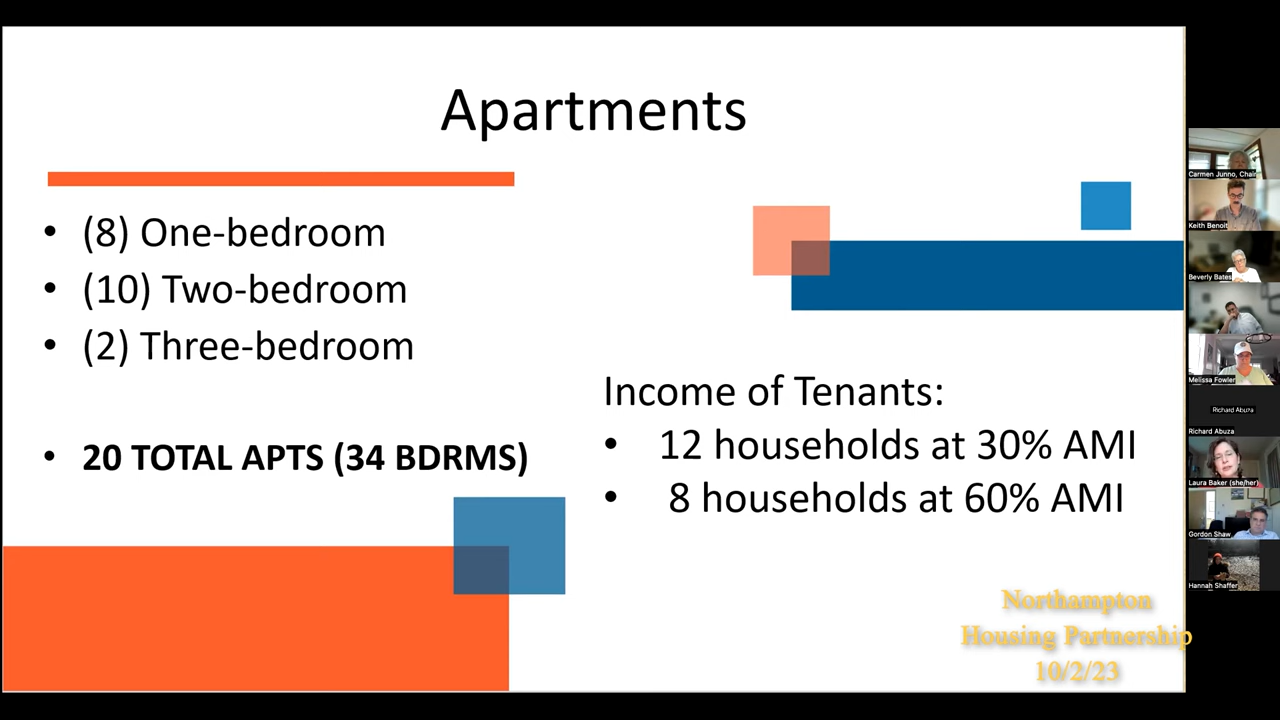 Apartments
• (8) One-bedroom
• (10) Two-bedroom
• (2) Three-bedroom
• 20 TOTAL APTS (34 BDRMS)
Income of Tenants:
• 12 households at 30% AMI
• 8 households at 60% AMI
Northampton
Housing Partnership
10/2/23
Carmen Junno, Chair
Keith Benoit
Beverly Bates
Melissa Fowler
Richard Abuza
Richard Abuza
Laura Baker (she/her)
Gordon Shaw
Hannah Shaffer